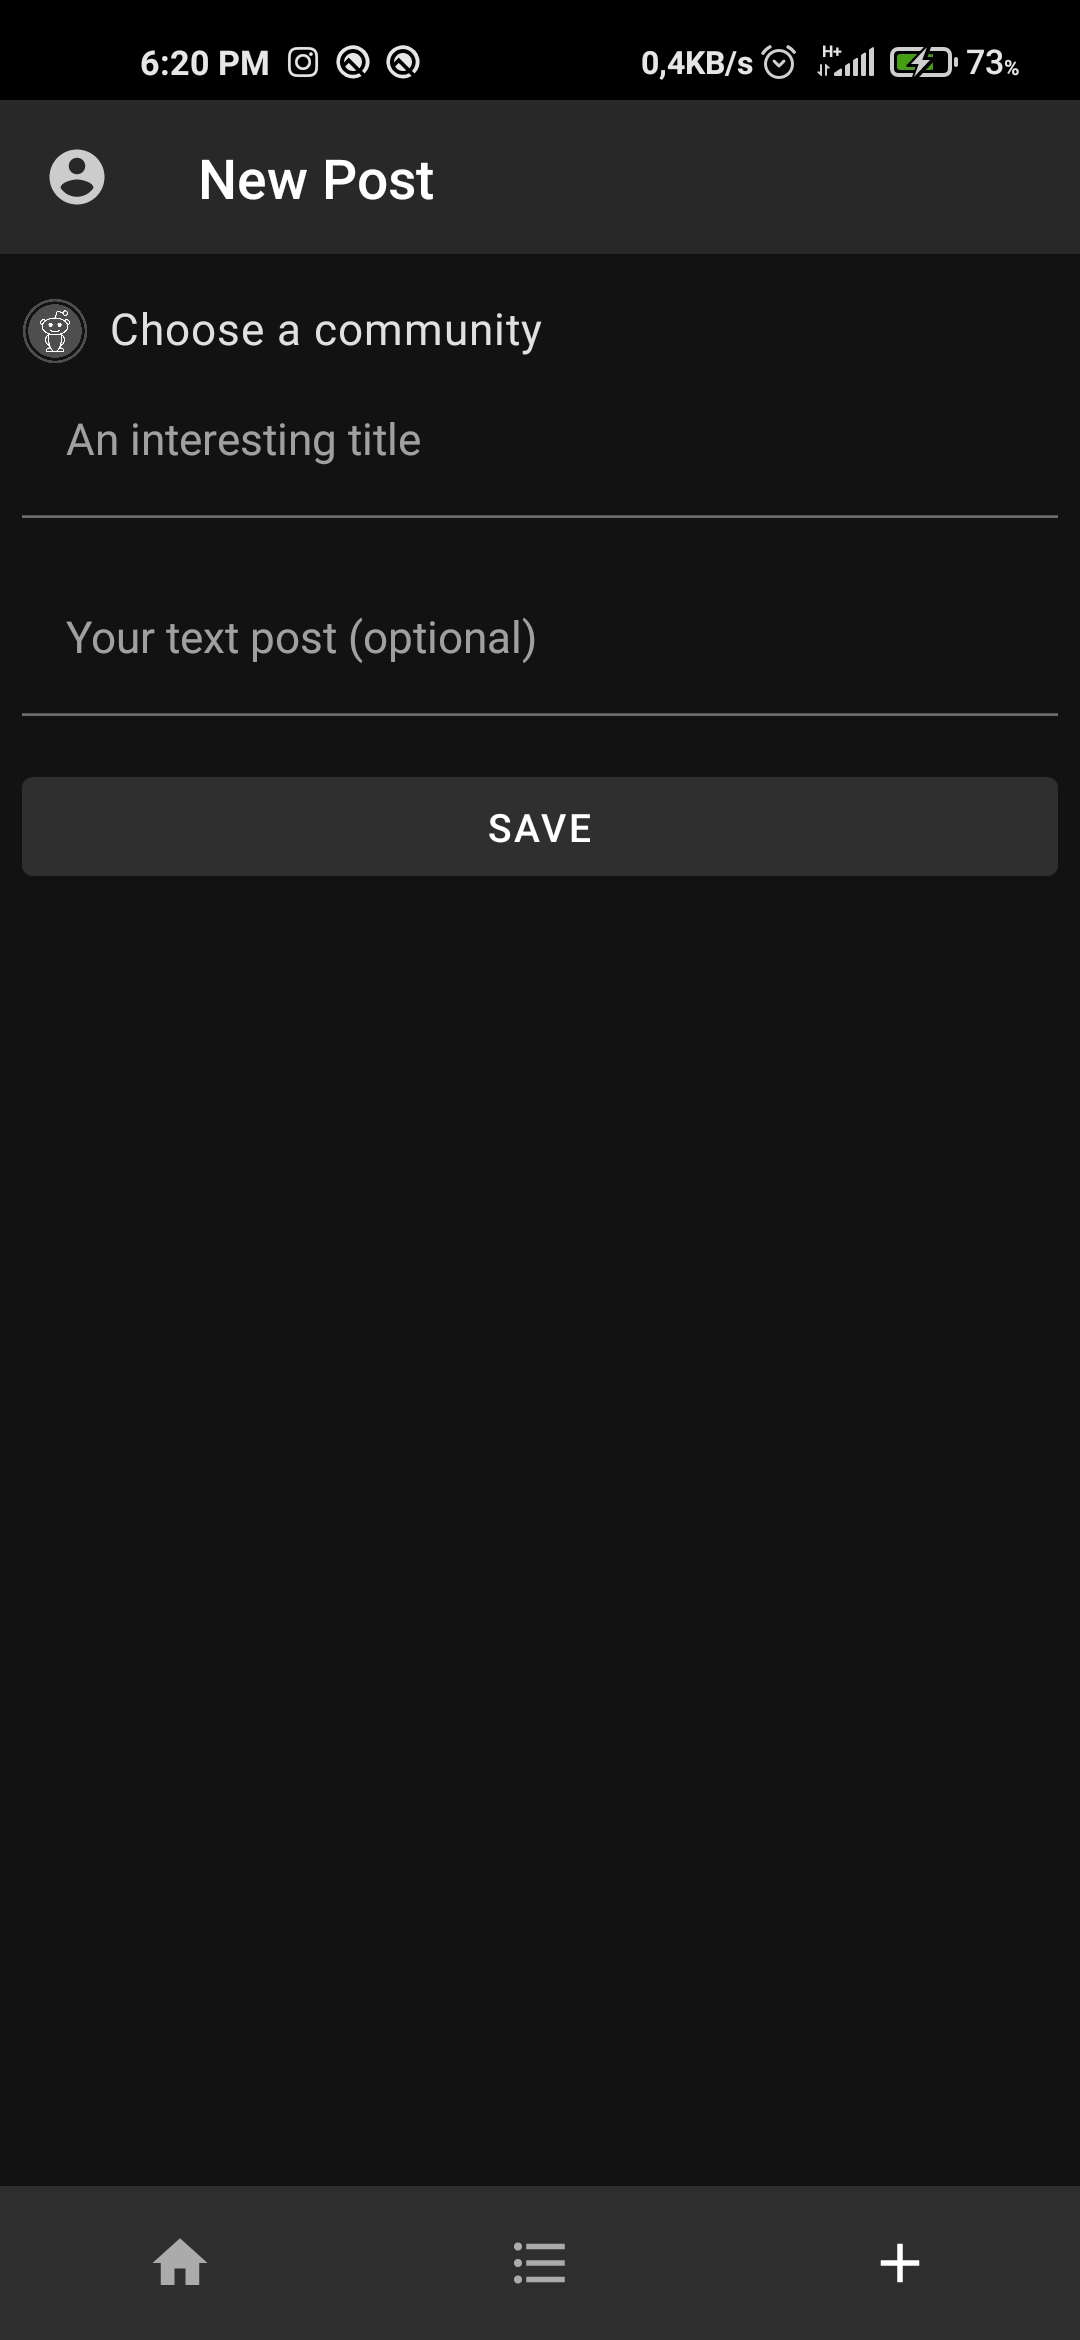 6:20 PM 0,4KB/s H+ 73%
New Post
Choose a community
An interesting title
Your text post (optional)
SAVE